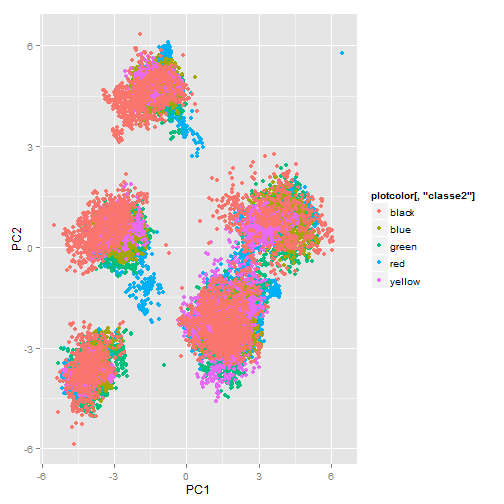 6
3
0
-3
-6
-6
-3
0
3
6
PC1
PC2
plotcolor[, "classe2"]
black
blue
green
red
yellow